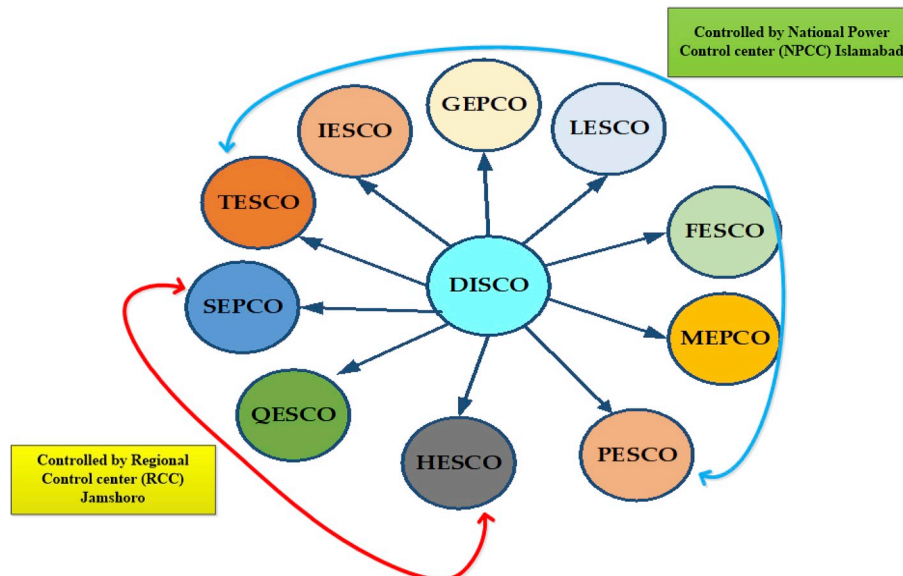 Controlled by National Power
Control center (NPCC) Islamabad
GEPCO
IESCO
LESCO
TESCO
FESCO
DISCO
SEPCO
MEPCO
QESCO
HESCO
PESCO
Controlled by Regional
Control center (RCC)
Jamshoro